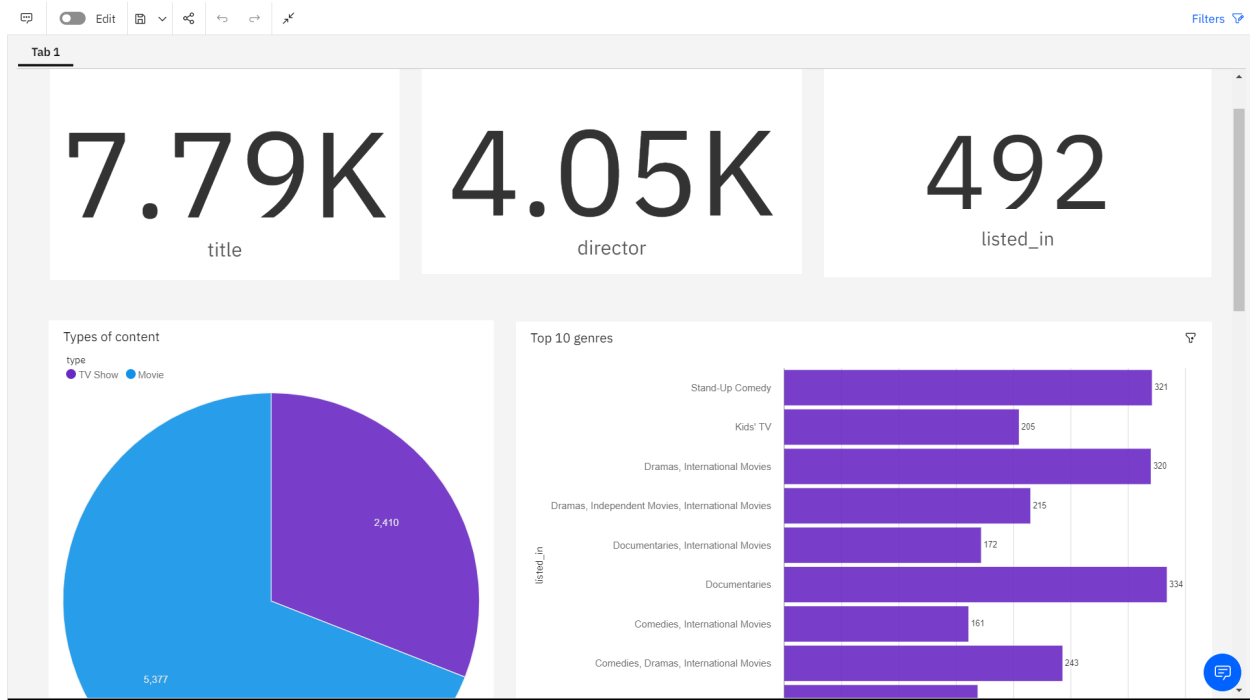 Edit
Filters
Tab 1
7.79K
title
4.05K
director
492
listed_in
Types of content
type
TV Show Movie
2,410
5,377
Top 10 genres
listed_in
Stand-Up Comedy 321
Kids' TV 205
Dramas, International Movies 320
Dramas, Independent Movies, International Movies 215
Documentaries, International Movies 172
Documentaries 334
Comedies, International Movies 161
Comedies, Dramas, International Movies 243